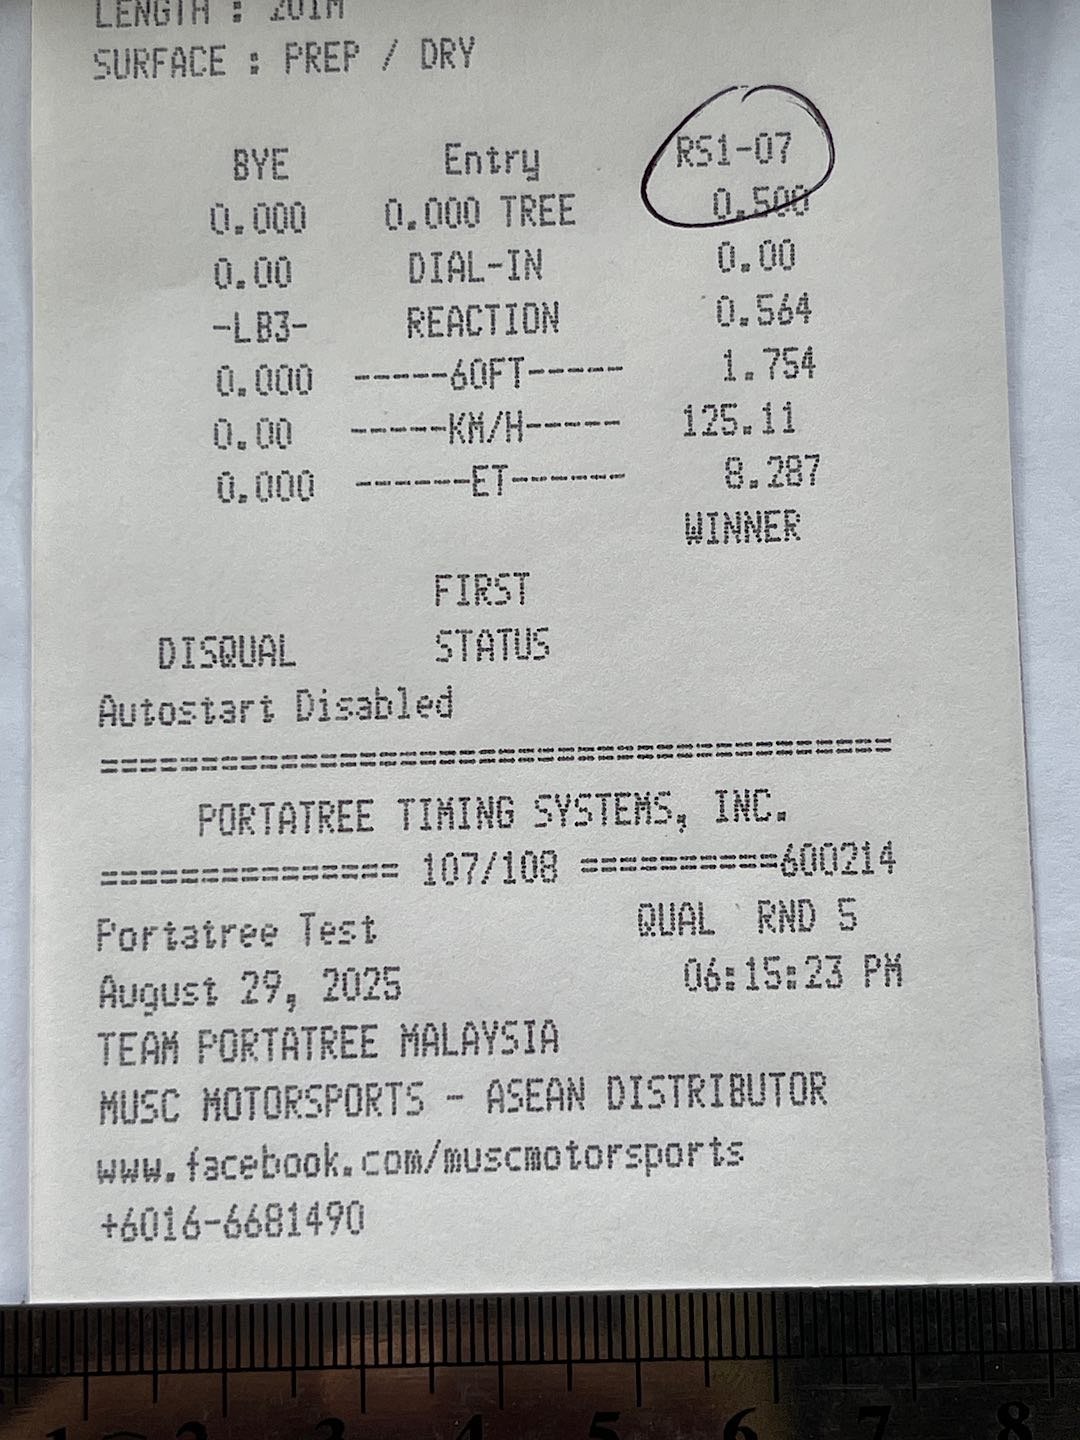 LENGTH : 201M
SURFACE : PREP / DRY
BYE Entry RS1-07
0.000 0.000 TREE 0.500
0.00 DIAL-IN 0.00
-LB3- REACTION 0.564
0.000 -----60FT----- 1.754
0.00 -----KM/H----- 125.11
0.000 ------ET------ 8.287
WINNER
FIRST
DISQUAL STATUS
Autostart Disabled
========================================
PORTATREE TIMING SYSTEMS, INC.
=============== 107/108 ==========600214
Portatree Test QUAL RND 5
August 29, 2025 06:15:23 PM
TEAM PORTATREE MALAYSIA
MUSC MOTORSPORTS - ASEAN DISTRIBUTOR
www.facebook.com/muscmotorsports
+6016-6681490
1 2 3 4 5 6 7 8